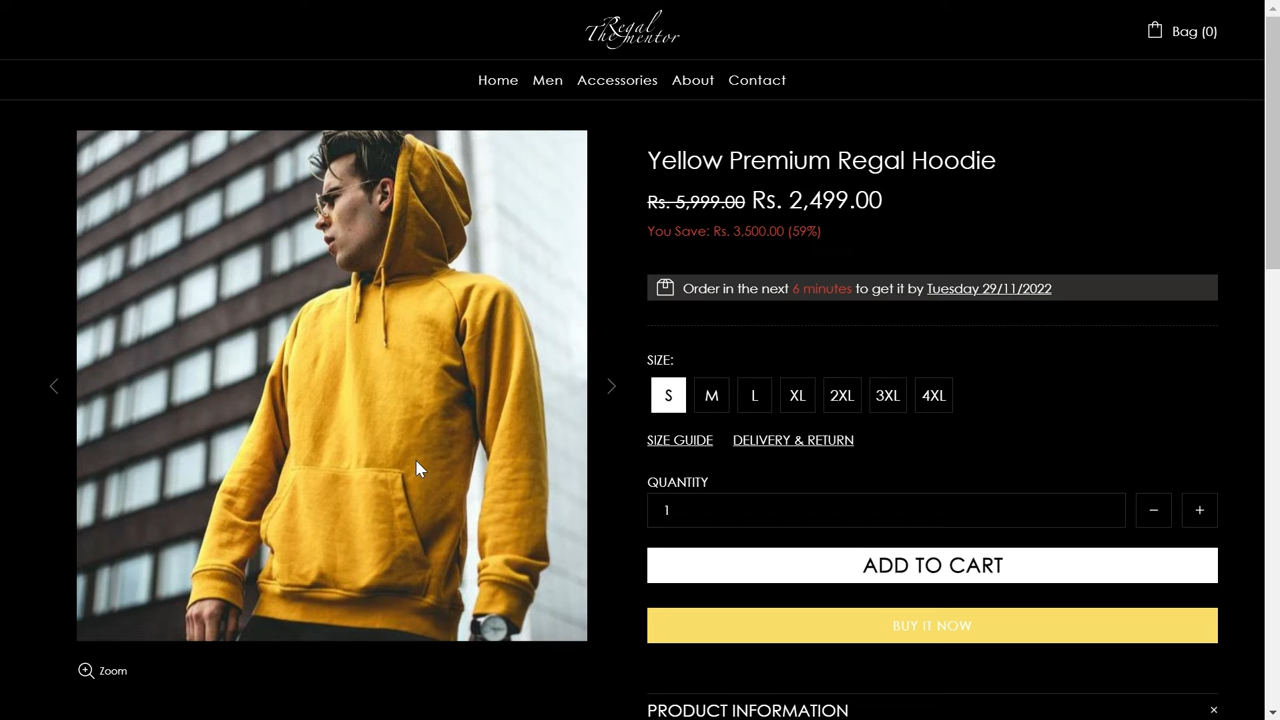 The Regal mentor
Bag (0)
Home Men Accessories About Contact
Yellow Premium Regal Hoodie
Rs. 5,999.00 Rs. 2,499.00
You Save: Rs. 3,500.00 (59%)
Order in the next 6 minutes to get it by Tuesday 29/11/2022
SIZE:
S M L XL 2XL 3XL 4XL
SIZE GUIDE DELIVERY & RETURN
QUANTITY
1 − +
ADD TO CART
BUY IT NOW
Zoom
PRODUCT INFORMATION ×